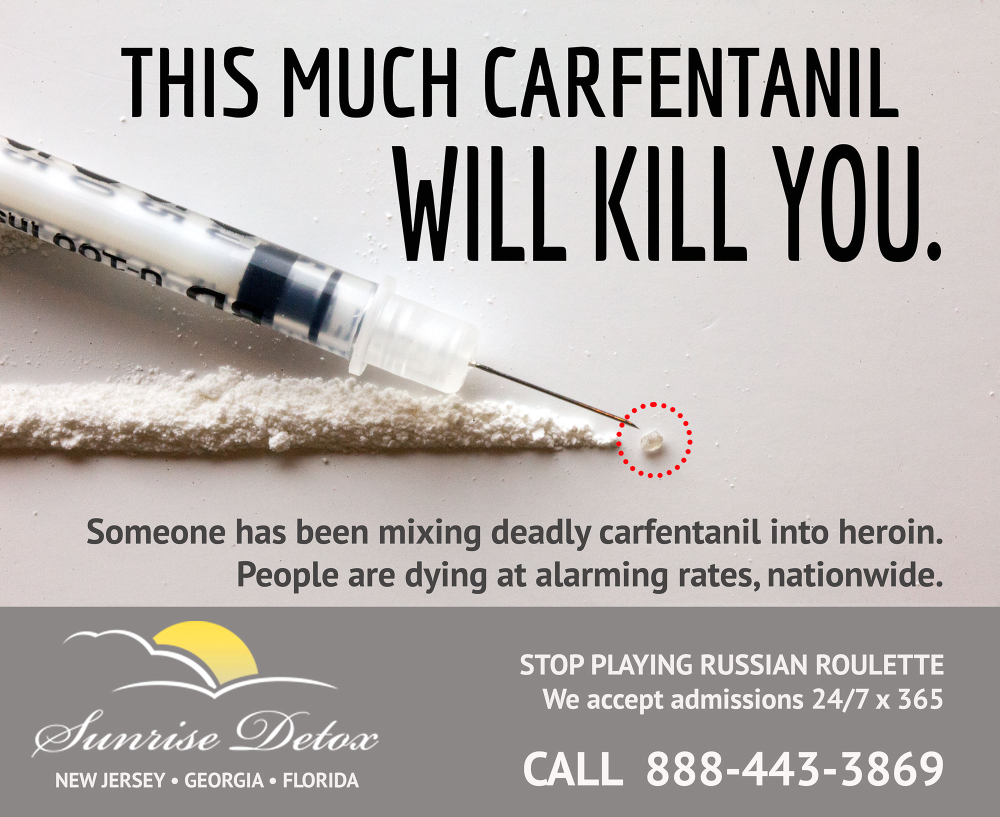 THIS MUCH CARFENTANIL
WILL KILL YOU.
U-100 Insu
BD
Someone has been mixing deadly carfentanil into heroin.
People are dying at alarming rates, nationwide.
Sunrise Detox
NEW JERSEY • GEORGIA • FLORIDA
STOP PLAYING RUSSIAN ROULETTE
We accept admissions 24/7 x 365
CALL 888-443-3869